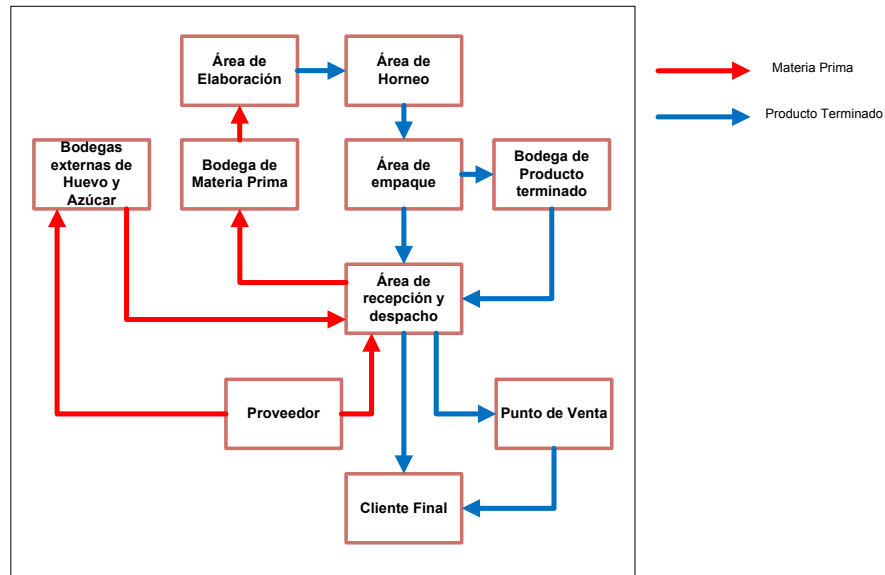 Área de
Elaboración
Área de
Horneo
Materia Prima
Producto Terminado
Bodegas
externas de
Huevo y
Azúcar
Bodega de
Materia Prima
Área de
empaque
Bodega de
Producto
terminado
Área de
recepción y
despacho
Proveedor
Punto de Venta
Cliente Final